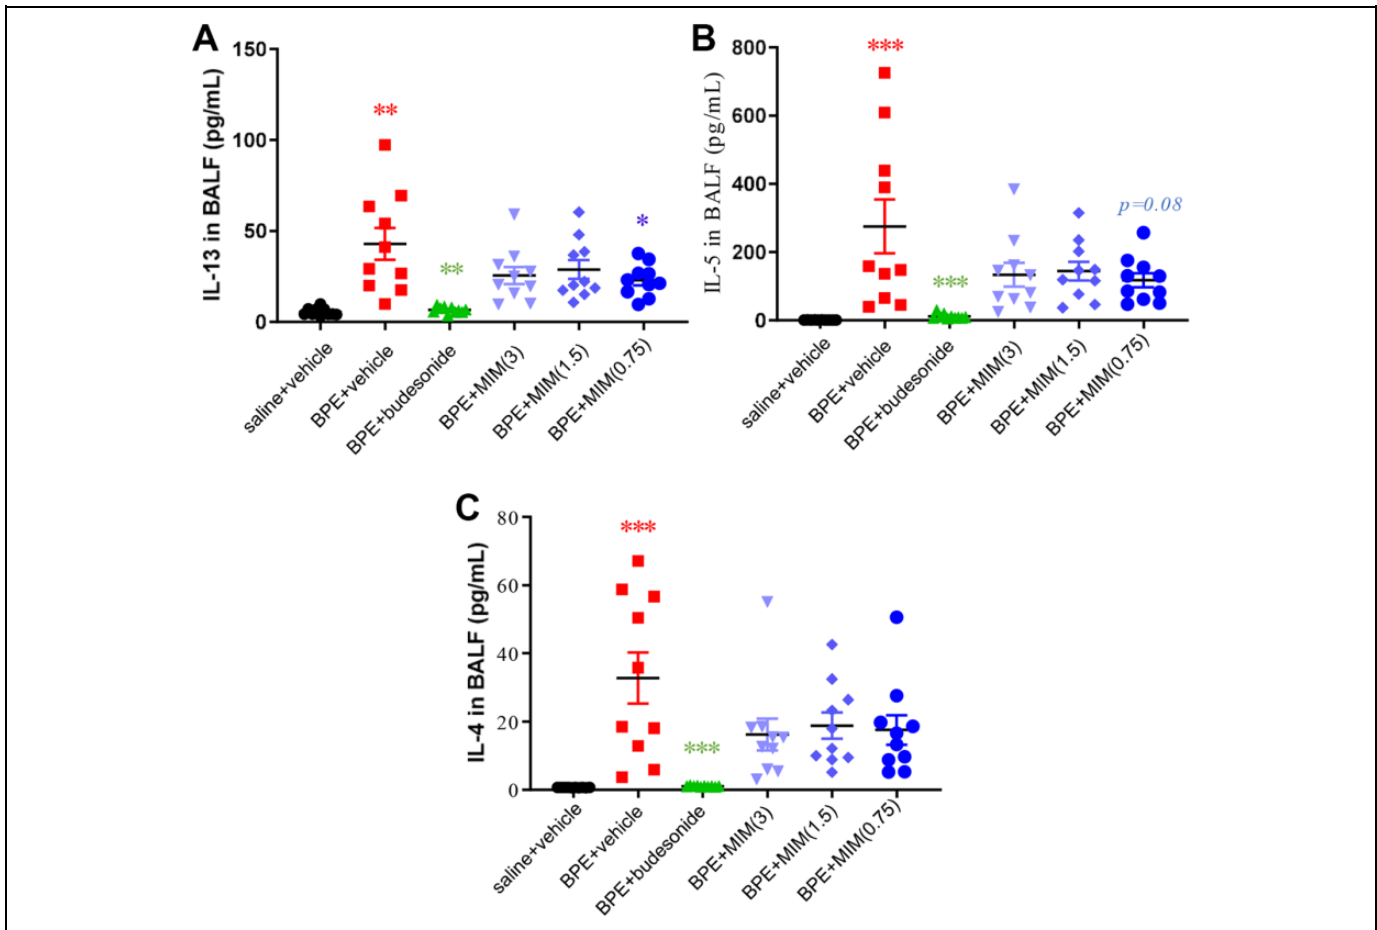 A
IL-13 in BALF (pg/mL)
150
100
50
0
**
**
*
saline+vehicle
BPE+vehicle
BPE+budesonide
BPE+MIM(3)
BPE+MIM(1.5)
BPE+MIM(0.75)
B
IL-5 in BALF (pg/mL)
800
600
400
200
0
***
***
p=0.08
saline+vehicle
BPE+vehicle
BPE+budesonide
BPE+MIM(3)
BPE+MIM(1.5)
BPE+MIM(0.75)
C
IL-4 in BALF (pg/mL)
80
60
40
20
0
***
***
saline+vehicle
BPE+vehicle
BPE+budesonide
BPE+MIM(3)
BPE+MIM(1.5)
BPE+MIM(0.75)